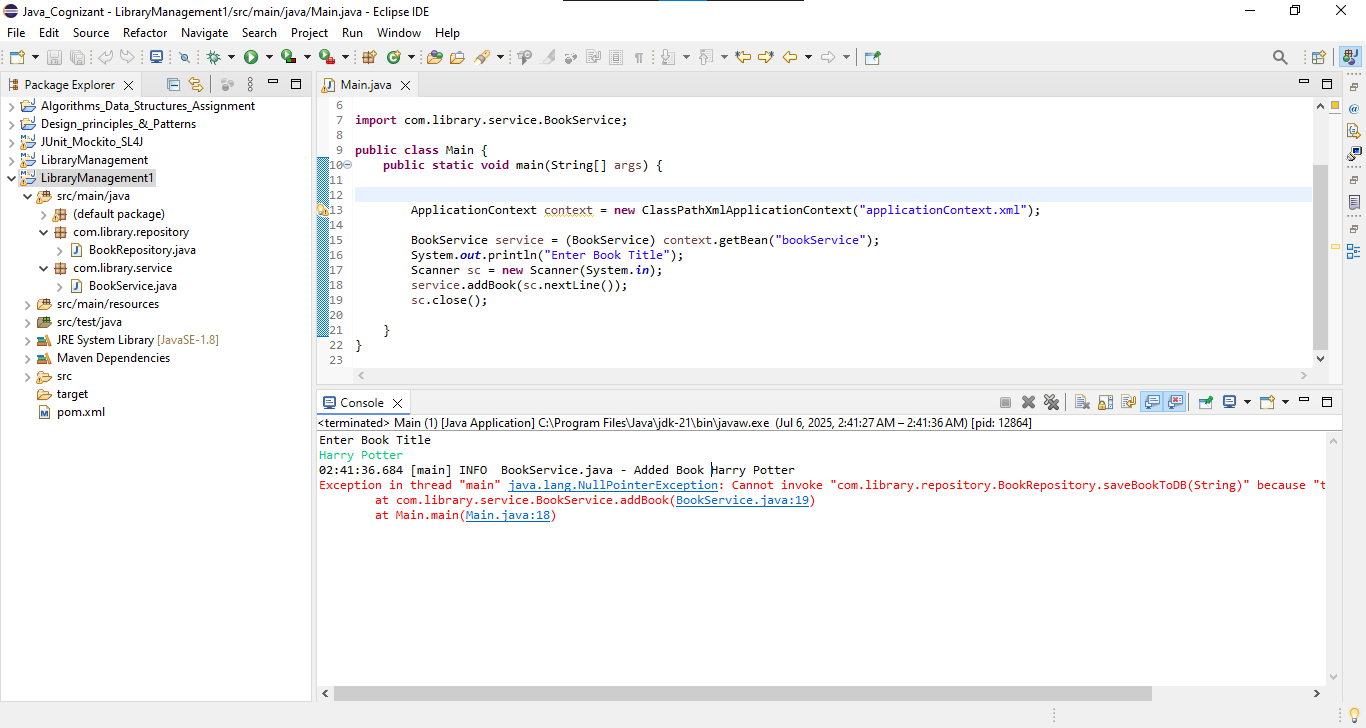 Java_Cognizant - LibraryManagement1/src/main/java/Main.java - Eclipse IDE
File Edit Source Refactor Navigate Search Project Run Window Help
Package Explorer
Main.java
Algorithms_Data_Structures_Assignment
Design_principles_&_Patterns
JUnit_Mockito_SL4J
LibraryManagement
LibraryManagement1
src/main/java
(default package)
com.library.repository
BookRepository.java
com.library.service
BookService.java
src/main/resources
src/test/java
JRE System Library [JavaSE-1.8]
Maven Dependencies
src
target
pom.xml
6
7 import com.library.service.BookService;
8
9 public class Main {
10 public static void main(String[] args) {
11
12
13 ApplicationContext context = new ClassPathXmlApplicationContext("applicationContext.xml");
14
15 BookService service = (BookService) context.getBean("bookService");
16 System.out.println("Enter Book Title");
17 Scanner sc = new Scanner(System.in);
18 service.addBook(sc.nextLine());
19 sc.close();
20
21 }
22 }
23
Console
<terminated> Main (1) [Java Application] C:\Program Files\Java\jdk-21\bin\javaw.exe (Jul 6, 2025, 2:41:27 AM – 2:41:36 AM) [pid: 12864]
Enter Book Title
Harry Potter
02:41:36.684 [main] INFO BookService.java - Added Book Harry Potter
Exception in thread "main" java.lang.NullPointerException: Cannot invoke "com.library.repository.BookRepository.saveBookToDB(String)" because "t
at com.library.service.BookService.addBook(BookService.java:19)
at Main.main(Main.java:18)